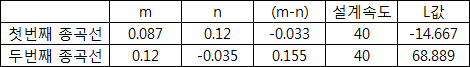 m n (m-n) 설계속도 L값
첫번째 종곡선 0.087 0.12 -0.033 40 -14.667
두번째 종곡선 0.12 -0.035 0.155 40 68.889